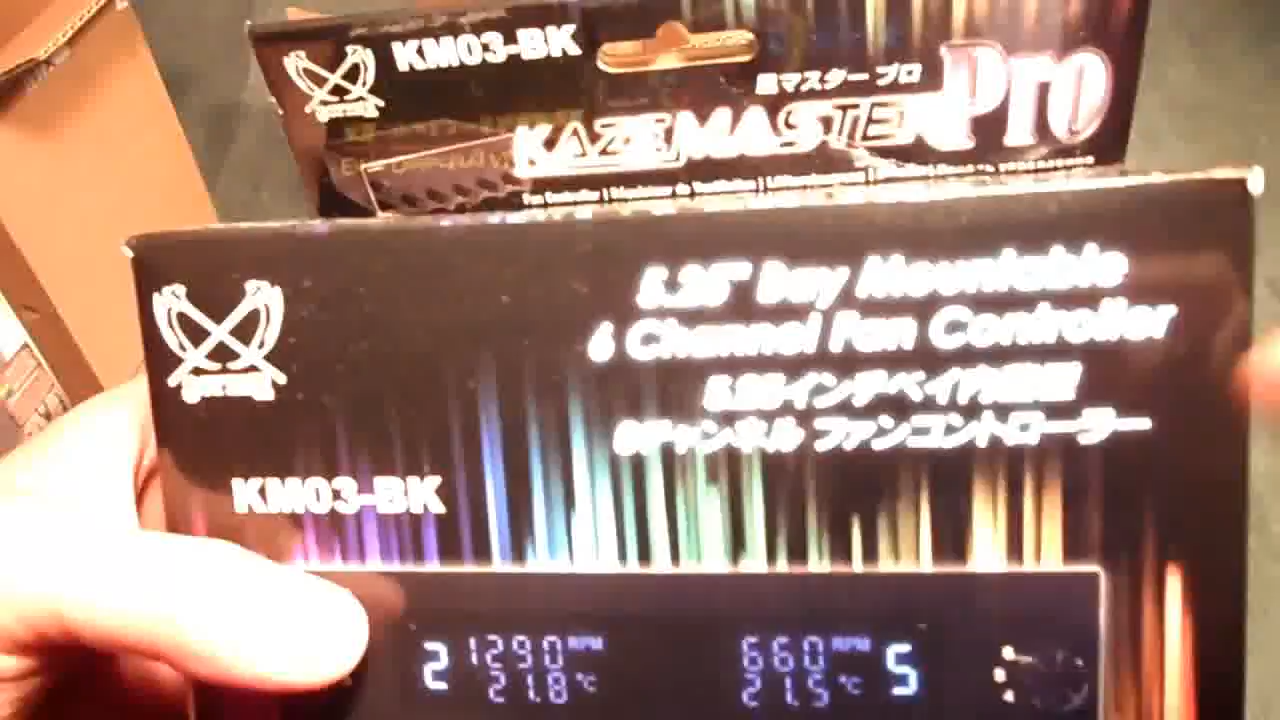 KM03-BK
マスター プロ
KAZEMASTER Pro
Fan Controller
5.25" bay Mountable
6 Channel Fan Controller
5.25インチベイ内蔵型
6チャンネル ファンコントローラー
KM03-BK
2 1290 RPM 660 RPM 5
21.8 °C 21.5 °C